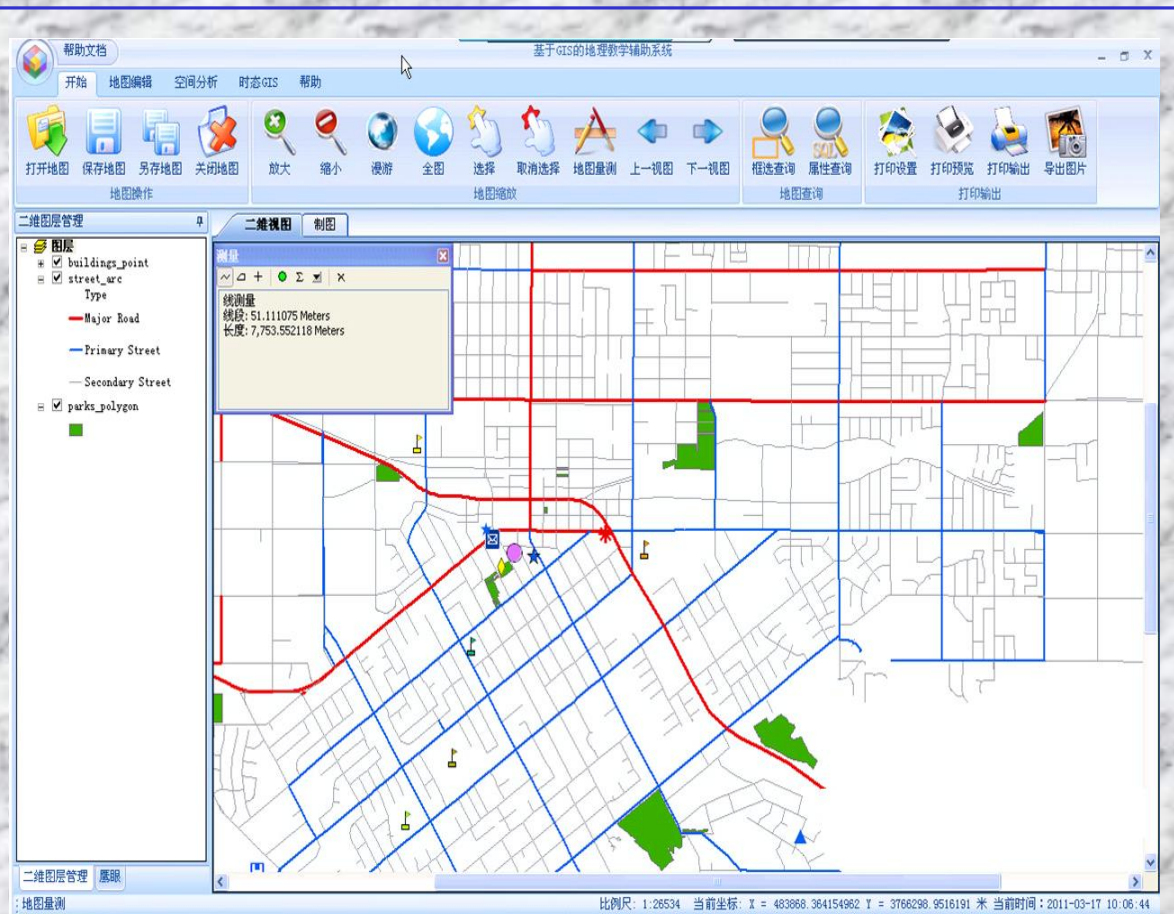 帮助文档
基于GIS的地理教学辅助系统
开始 地图编辑 空间分析 时态GIS 帮助
打开地图 保存地图 另存地图 关闭地图 放大 缩小 漫游 全图 选择 取消选择 地图量测 上一视图 下一视图 框选查询 属性查询 打印设置 打印预览 打印输出 导出图片
SQL
地图操作 地图缩放 地图查询 打印输出
二维图层管理
二维视图 制图
图层
buildings_point
street_arc
Type
Major Road
Primary Street
Secondary Street
parks_polygon
测量
线测量
线段: 51.111075 Meters
长度: 7,753.552118 Meters
二维图层管理 鹰眼
地图量测 比例尺: 1:26534 当前坐标: X = 483868.364154962 Y = 3766298.9516191 米 当前时间:2011-03-17 10:06:44